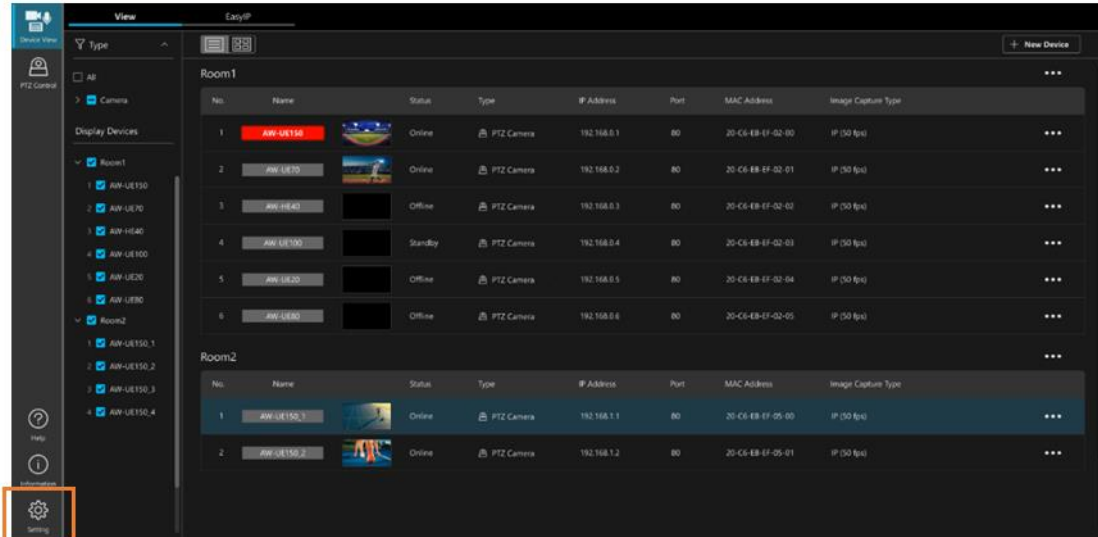 View EasyIP
Device View
Type
New Device
PTZ Control
All
Camera
Display Devices
Room1
1 AW-UE150
2 AW-UE70
3 AW-HE40
4 AW-UE100
5 AW-UE20
6 AW-UE80
Room2
1 AW-UE150_1
2 AW-UE150_2
3 AW-UE150_3
4 AW-UE150_4
Help
Information
Setting
Room1
No. Name Status Type IP Address Port MAC Address Image Capture Type
1 AW-UE150 Online PTZ Camera 192.168.0.1 80 20-C6-EB-EF-02-00 IP (50 fps)
2 AW-UE70 Online PTZ Camera 192.168.0.2 80 20-C6-EB-EF-02-01 IP (50 fps)
3 AW-HE40 Offline PTZ Camera 192.168.0.3 80 20-C6-EB-EF-02-02 IP (50 fps)
4 AW-UE100 Standby PTZ Camera 192.168.0.4 80 20-C6-EB-EF-02-03 IP (50 fps)
5 AW-UE20 Offline PTZ Camera 192.168.0.5 80 20-C6-EB-EF-02-04 IP (50 fps)
6 AW-UE80 Offline PTZ Camera 192.168.0.6 80 20-C6-EB-EF-02-05 IP (50 fps)
Room2
No. Name Status Type IP Address Port MAC Address Image Capture Type
1 AW-UE150_1 Online PTZ Camera 192.168.1.1 80 20-C6-EB-EF-05-00 IP (50 fps)
2 AW-UE150_2 Online PTZ Camera 192.168.1.2 80 20-C6-EB-EF-05-01 IP (50 fps)